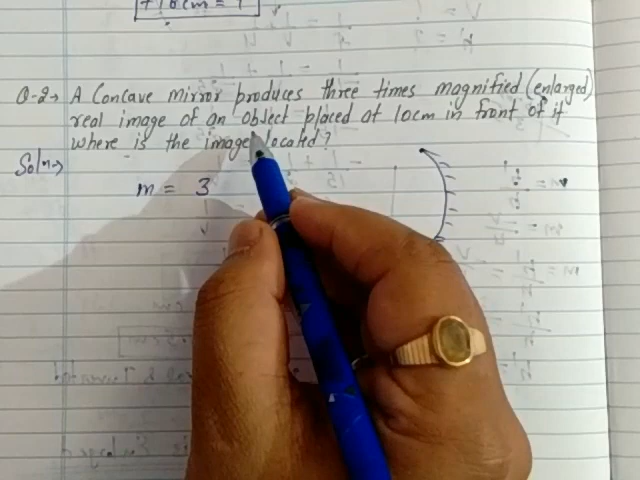 +10cm = f
Q-2→ A Concave mirror produces three times magnified (enlarged)
real image of an object placed at 10cm in front of it
where is the image located?
Soln→
m = 3